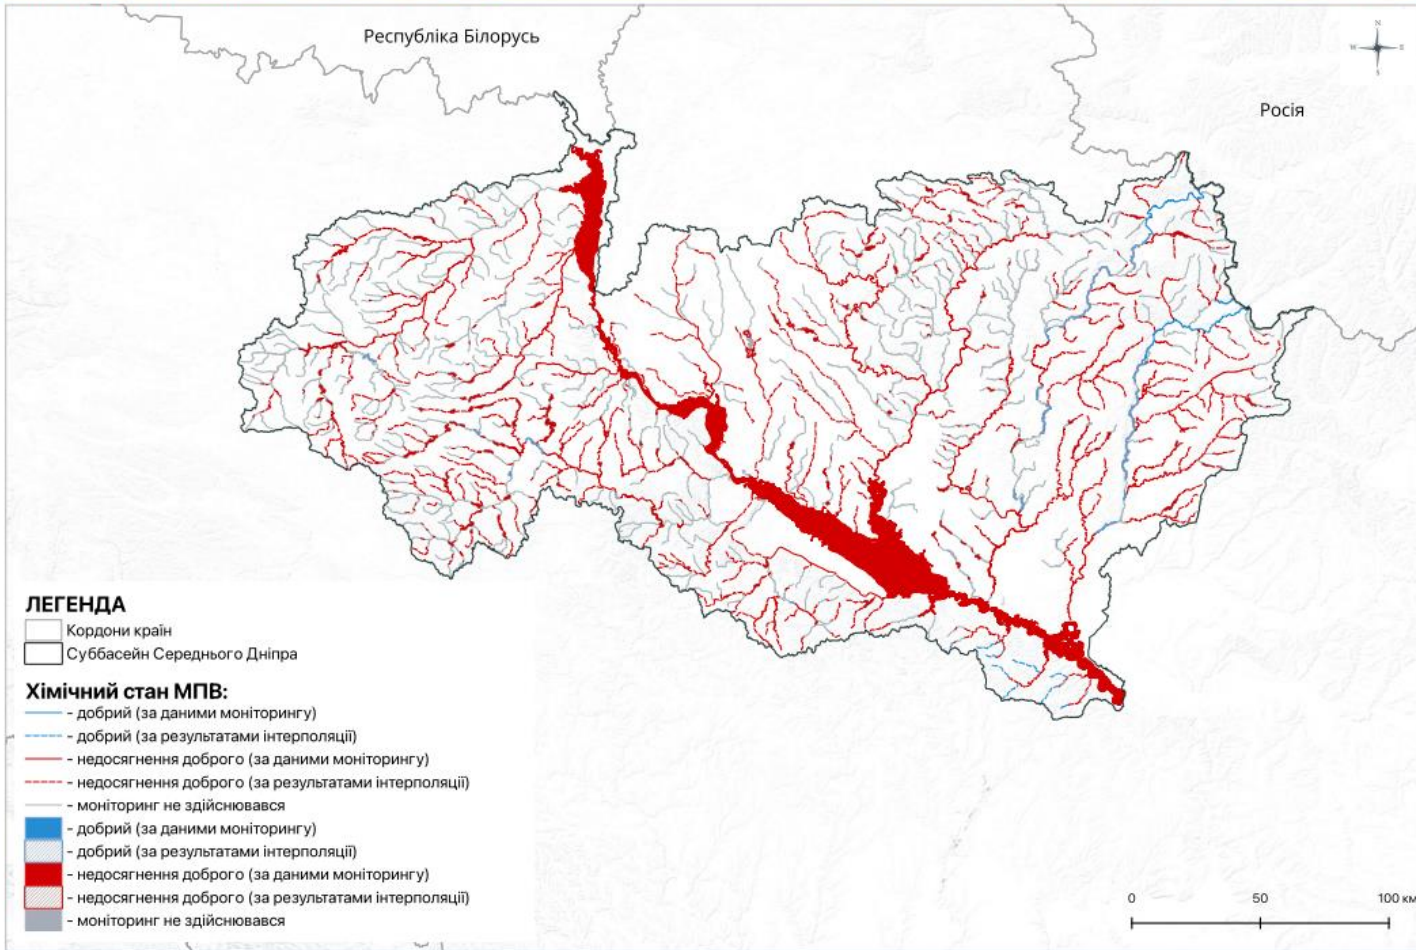 Республіка Білорусь
N
W E
S
Росія
ЛЕГЕНДА
Кордони країн
Суббасейн Середнього Дніпра
Хімічний стан МПВ:
- добрий (за даними моніторингу)
- добрий (за результатами інтерполяції)
- недосягнення доброго (за даними моніторингу)
- недосягнення доброго (за результатами інтерполяції)
- моніторинг не здійснювався
- добрий (за даними моніторингу)
- добрий (за результатами інтерполяції)
- недосягнення доброго (за даними моніторингу)
- недосягнення доброго (за результатами інтерполяції)
- моніторинг не здійснювався
0 50 100 км